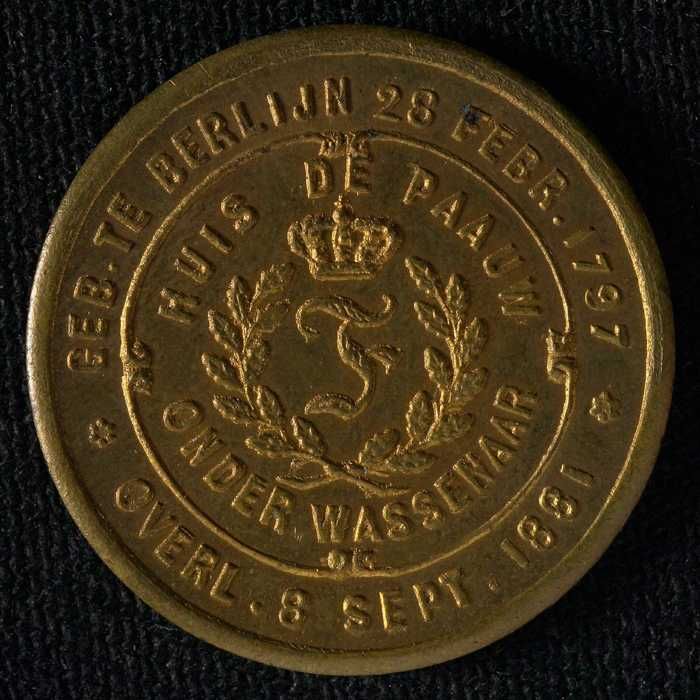 GEB. TE BERLIJN 28 FEBR. 1797
* OVERL. 8 SEPT. 1881 *
HUIS DE PAAUW
F
ONDER WASSENAAR